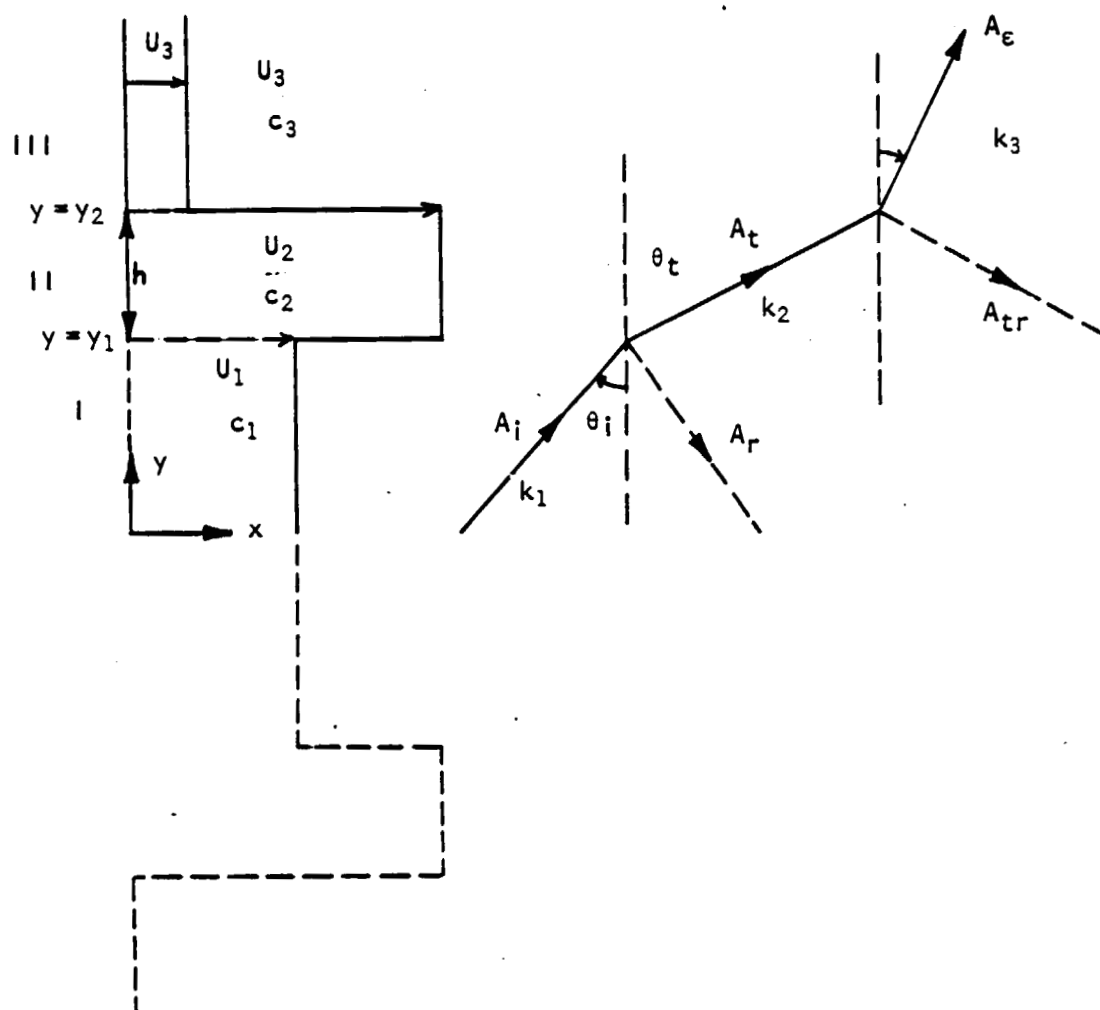 U₃
U₃
c₃
III
y = y₂
U₂
c₂
II
h
y = y₁
U₁
c₁
I
y
x
Aε
k₃
θt
At
k₂
Atr
Ai
θi
Ar
k₁